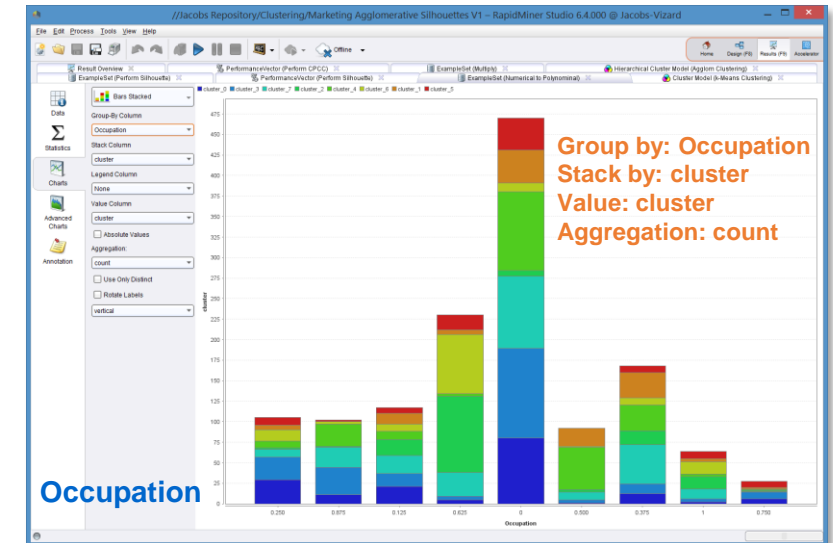 //Jacobs Repository/Clustering/Marketing Agglomerative Silhouettes V1 – RapidMiner Studio 6.4.000 @ Jacobs-Vizard
File Edit Process Tools View Help
Offline
Home Design (F8) Results (F9) Accelerator
Result Overview PerformanceVector (Perform CPCC) ExampleSet (Multiply) Hierarchical Cluster Model (Agglom Clustering)
ExampleSet (Perform Silhouette) PerformanceVector (Perform Silhouette) ExampleSet (Numerical to Polynominal) Cluster Model (k-Means Clustering)
cluster_0 cluster_3 cluster_7 cluster_2 cluster_4 cluster_6 cluster_1 cluster_5
Data
Statistics
Charts
Advanced Charts
Annotation
Bars Stacked
Group-By Column
Occupation
Stack Column
cluster
Legend Column
None
Value Column
cluster
Absolute Values
Aggregation:
count
Use Only Distinct
Rotate Labels
vertical
Group by: Occupation
Stack by: cluster
Value: cluster
Aggregation: count
475
450
425
400
375
350
325
300
275
250
225
200
175
150
125
100
75
50
25
0
cluster
0.250 0.875 0.125 0.625 0 0.500 0.375 1 0.750
Occupation
Occupation